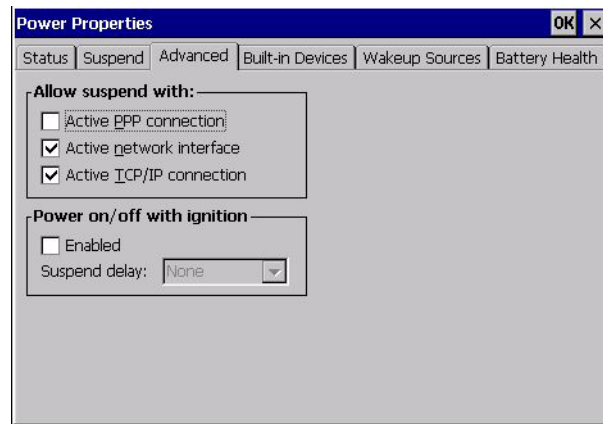 Power Properties OK ×
Status Suspend Advanced Built-in Devices Wakeup Sources Battery Health
Allow suspend with:
Active PPP connection
Active network interface
Active TCP/IP connection
Power on/off with ignition
Enabled
Suspend delay: None